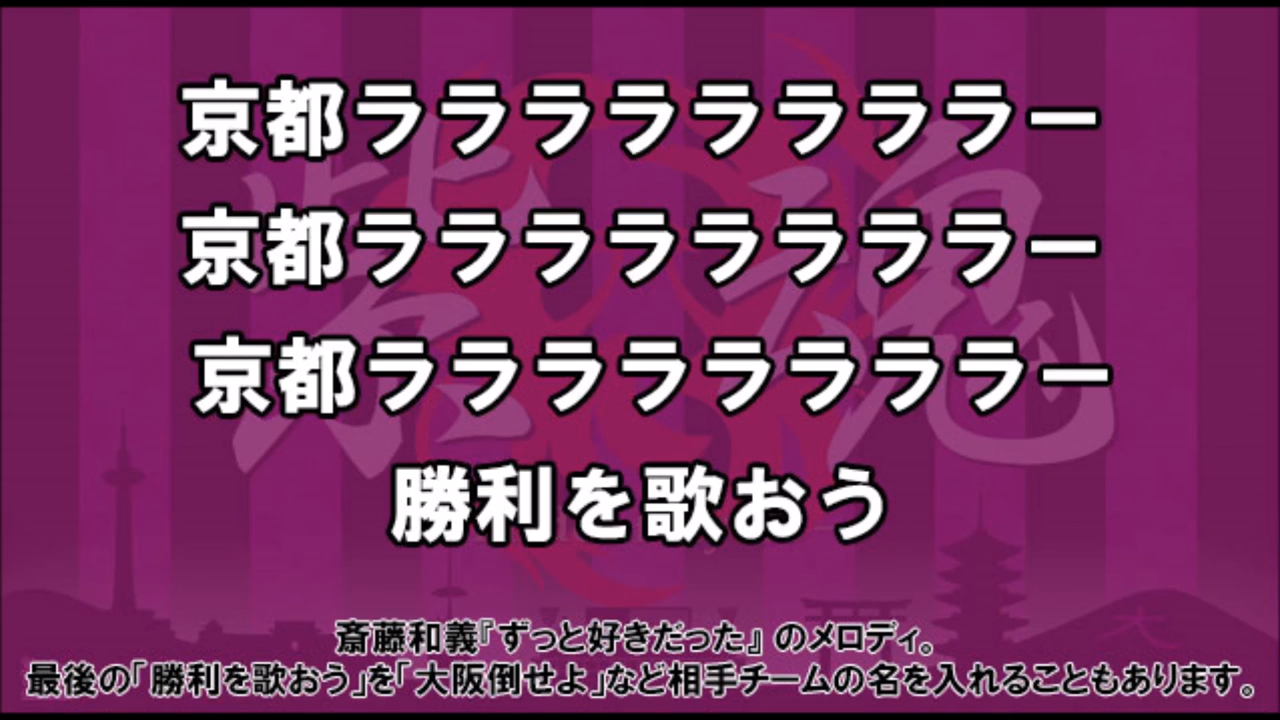 京都ララララララララー
京都ララララララララー
京都ララララララララー
勝利を歌おう
斎藤和義『ずっと好きだった』のメロディ。
最後の「勝利を歌おう」を「大阪倒せよ」など相手チームの名を入れることもあります。
紫魂